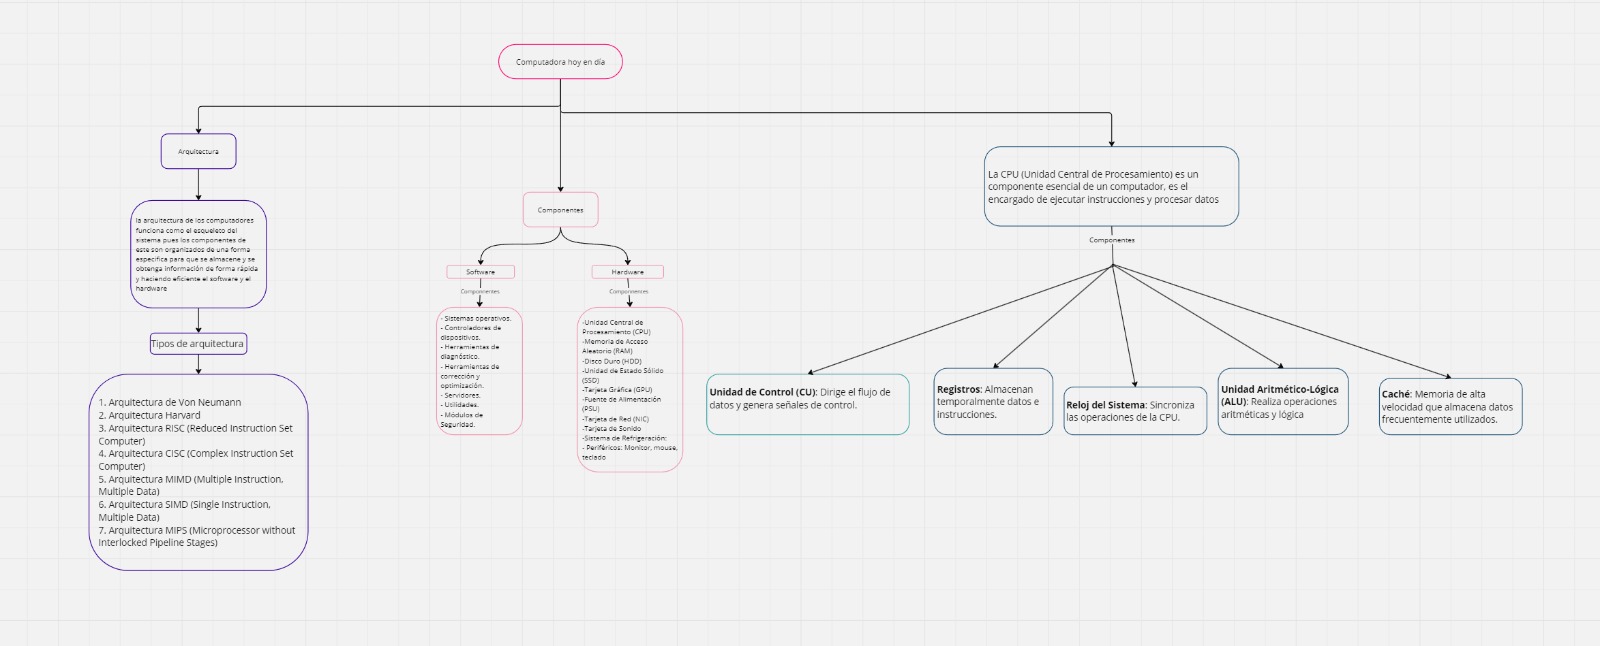 Computadora hoy en día
Arquitectura
la arquitectura de los computadores
funciona como el esqueleto del
sistema pues los componentes de
este son organizados de una forma
especifica para que se almacene y se
obtenga información de forma rápida
y haciendo eficiente el software y el
hardware
Tipos de arquitectura
1. Arquitectura de Von Neumann
2. Arquitectura Harvard
3. Arquitectura RISC (Reduced Instruction Set
Computer)
4. Arquitectura CISC (Complex Instruction Set
Computer)
5. Arquitectura MIMD (Multiple Instruction,
Multiple Data)
6. Arquitectura SIMD (Single Instruction,
Multiple Data)
7. Arquitectura MIPS (Microprocessor without
Interlocked Pipeline Stages)
Componentes
Software
Componentes
- Sistemas operativos.
- Controladores de
dispositivos.
- Herramientas de
diagnóstico.
- Herramientas de
corrección y
optimización.
- Servidores.
- Utilidades.
- Módulos de
Seguridad.
Hardware
Componentes
-Unidad Central de
Procesamiento (CPU)
-Memoria de Acceso
Aleatorio (RAM)
-Disco Duro (HDD)
-Unidad de Estado Sólido
(SSD)
-Tarjeta Gráfica (GPU)
-Fuente de Alimentación
(PSU)
-Tarjeta de Red (NIC)
-Tarjeta de Sonido
-Sistema de Refrigeración:
- Periféricos: Monitor, mouse,
teclado
La CPU (Unidad Central de Procesamiento) es un
componente esencial de un computador, es el
encargado de ejecutar instrucciones y procesar datos
Componentes
Unidad de Control (CU): Dirige el flujo de
datos y genera señales de control.
Registros: Almacenan
temporalmente datos e
instrucciones.
Reloj del Sistema: Sincroniza
las operaciones de la CPU.
Unidad Aritmético-Lógica
(ALU): Realiza operaciones
aritméticas y lógica
Caché: Memoria de alta
velocidad que almacena datos
frecuentemente utilizados.